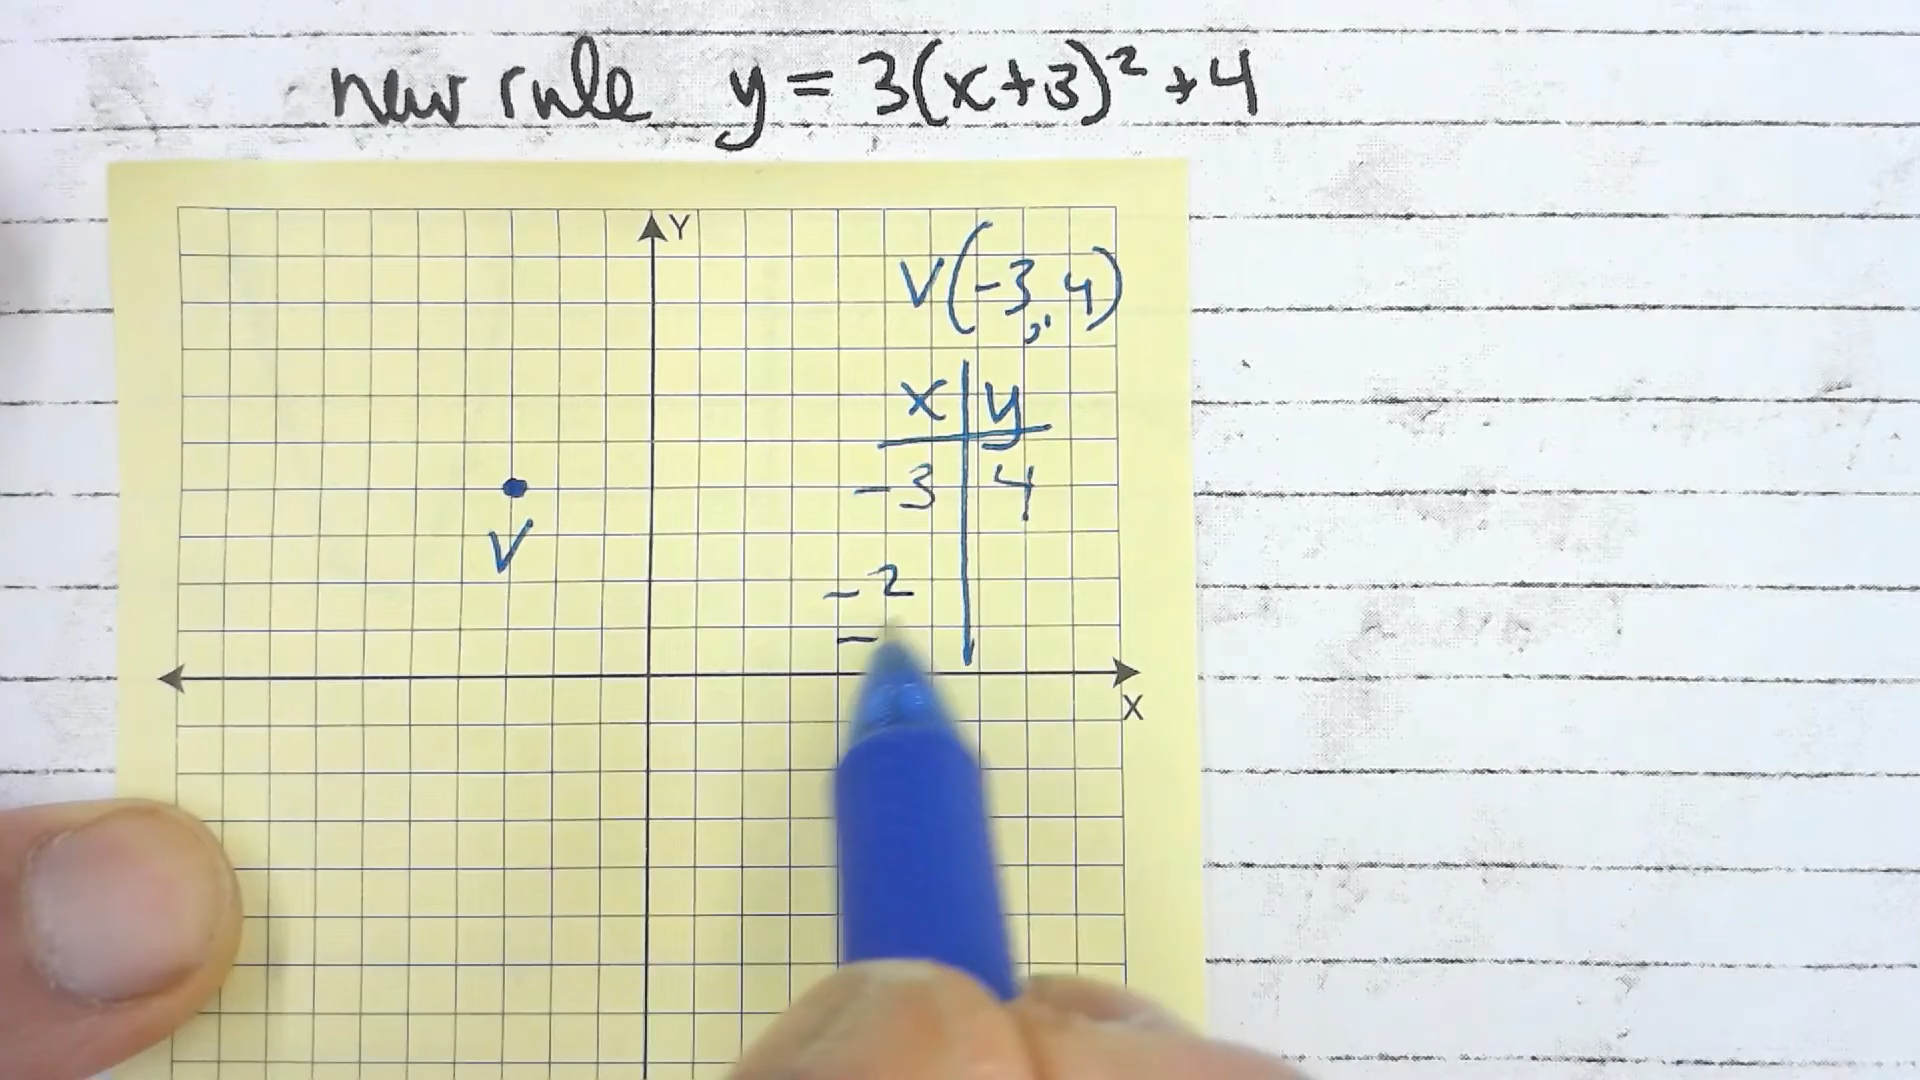 new rule y = 3(x+3)² + 4
Y
V(-3, 4)
x y
-3 4
V
-2
-
X